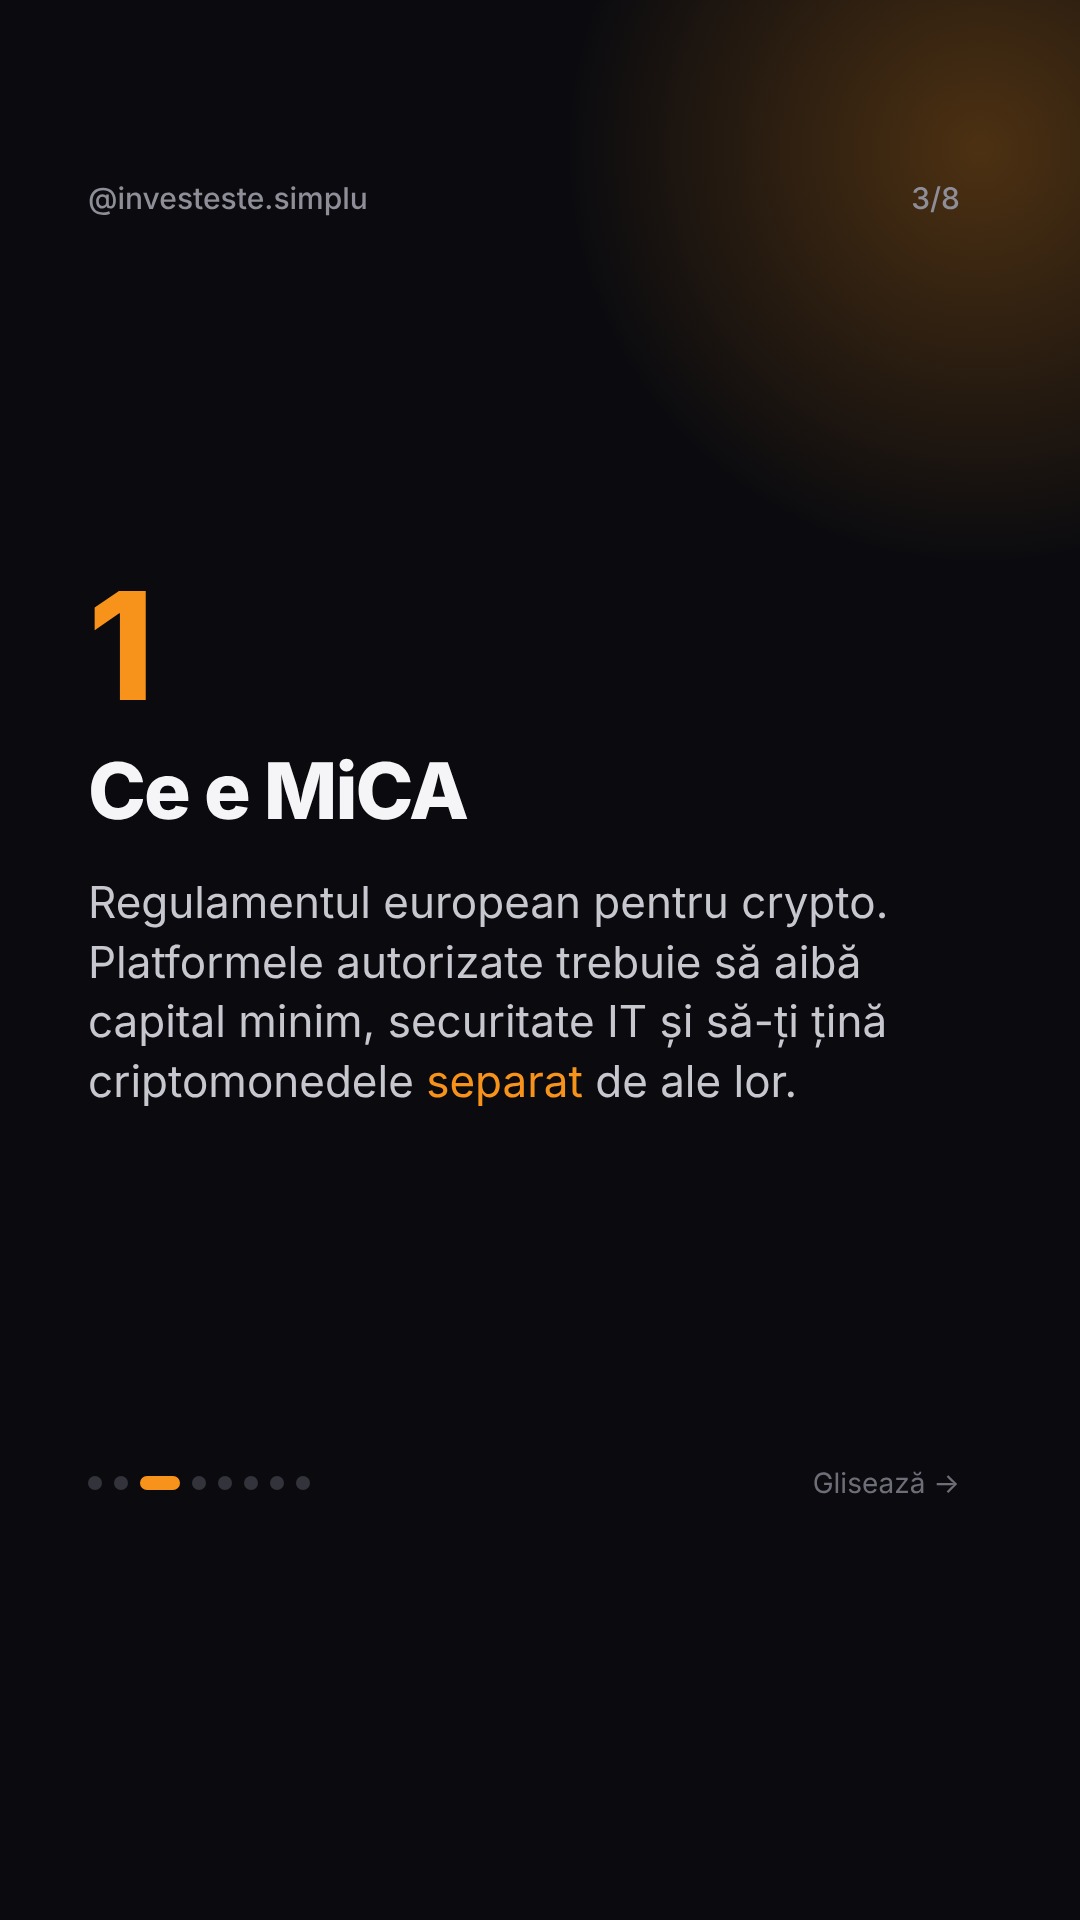 @investeste.simplu
3/8
1
Ce e MiCA
Regulamentul european pentru crypto.
Platformele autorizate trebuie să aibă
capital minim, securitate IT și să-ți țină
criptomonedele separat de ale lor.
Glisează →